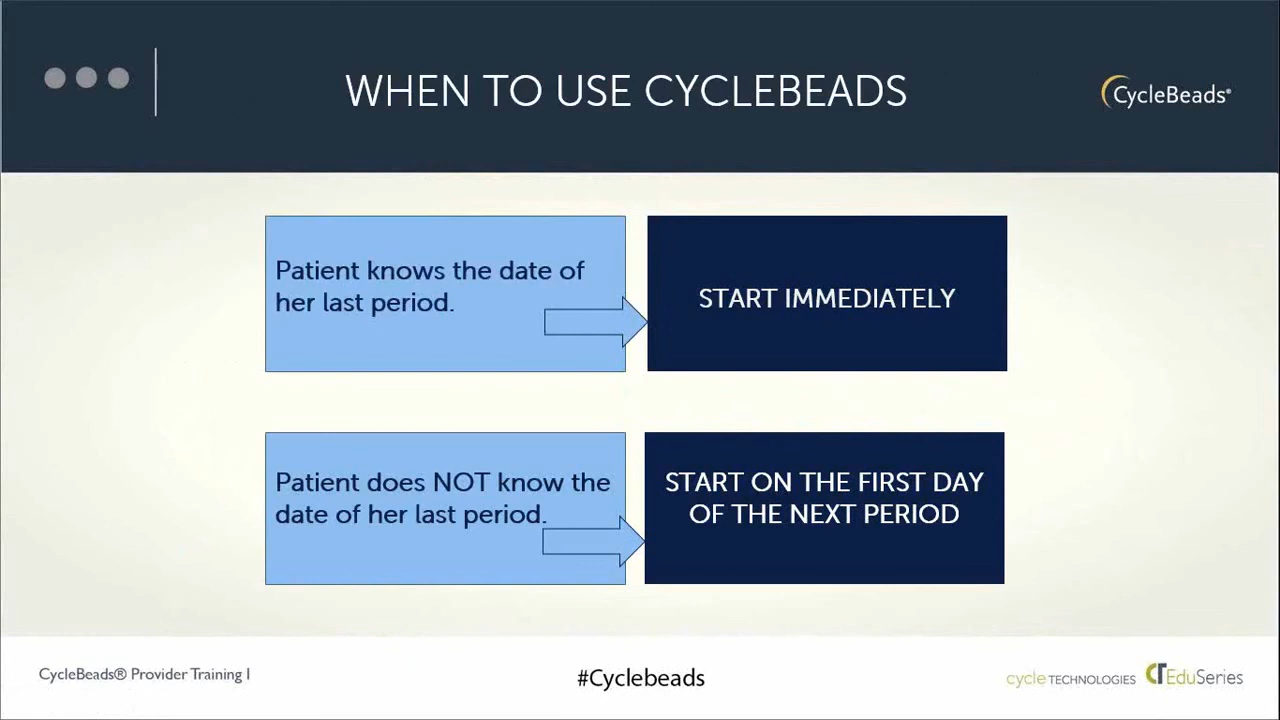 WHEN TO USE CYCLEBEADS
CycleBeads®
Patient knows the date of
her last period.
START IMMEDIATELY
Patient does NOT know the
date of her last period.
START ON THE FIRST DAY
OF THE NEXT PERIOD
CycleBeads® Provider Training I
#Cyclebeads
cycle TECHNOLOGIES
CT EduSeries